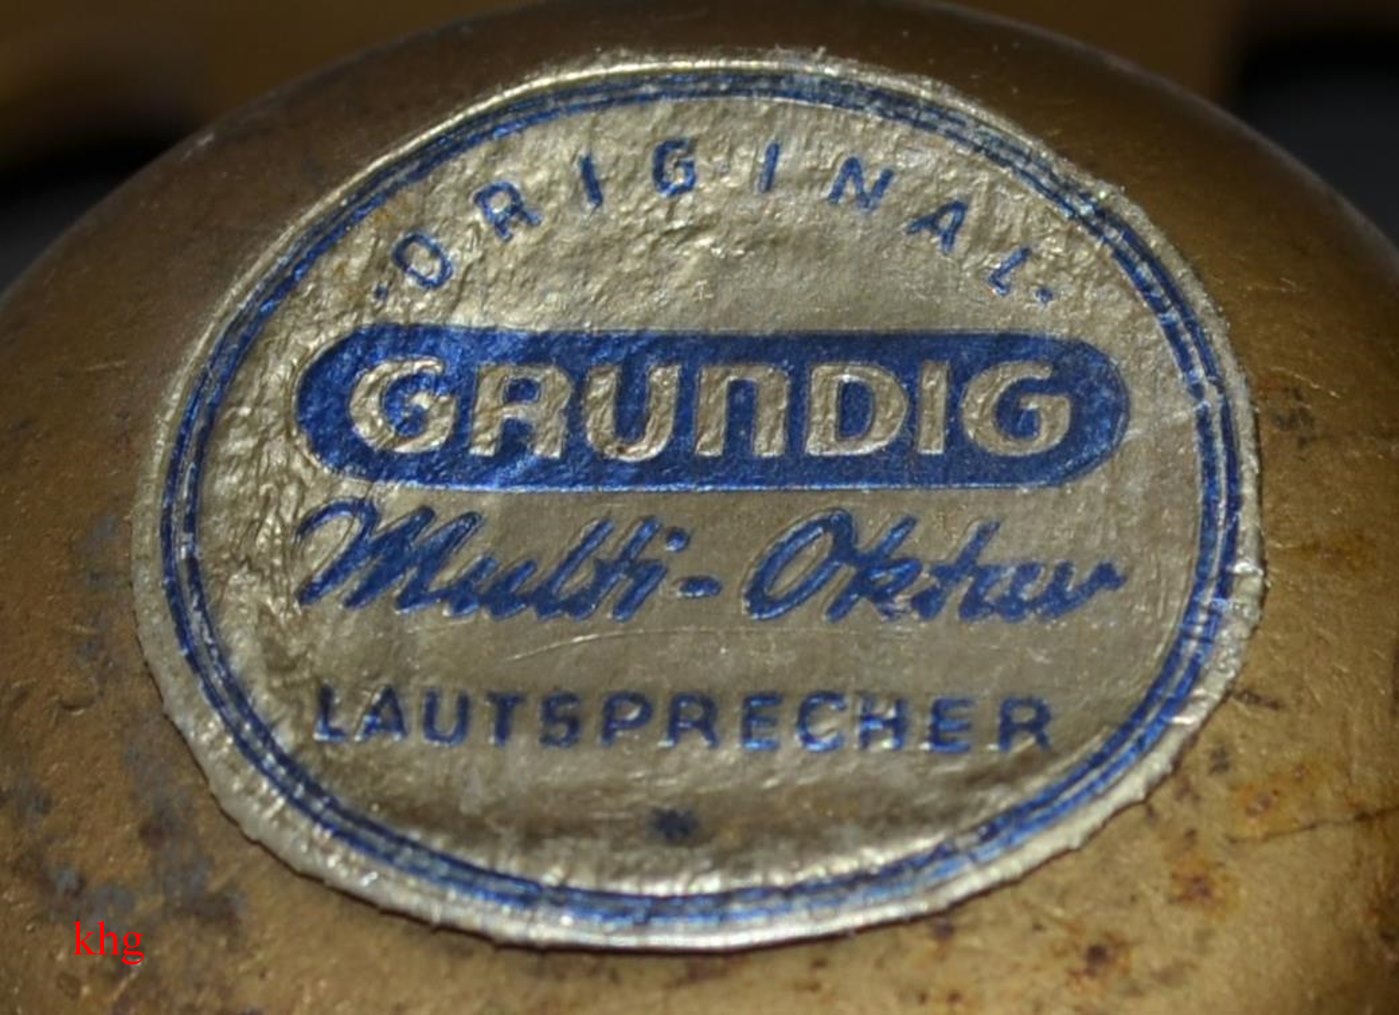 · ORIGINAL ·
GRUNDIG
Multi-Oktav
LAUTSPRECHER
*
khg